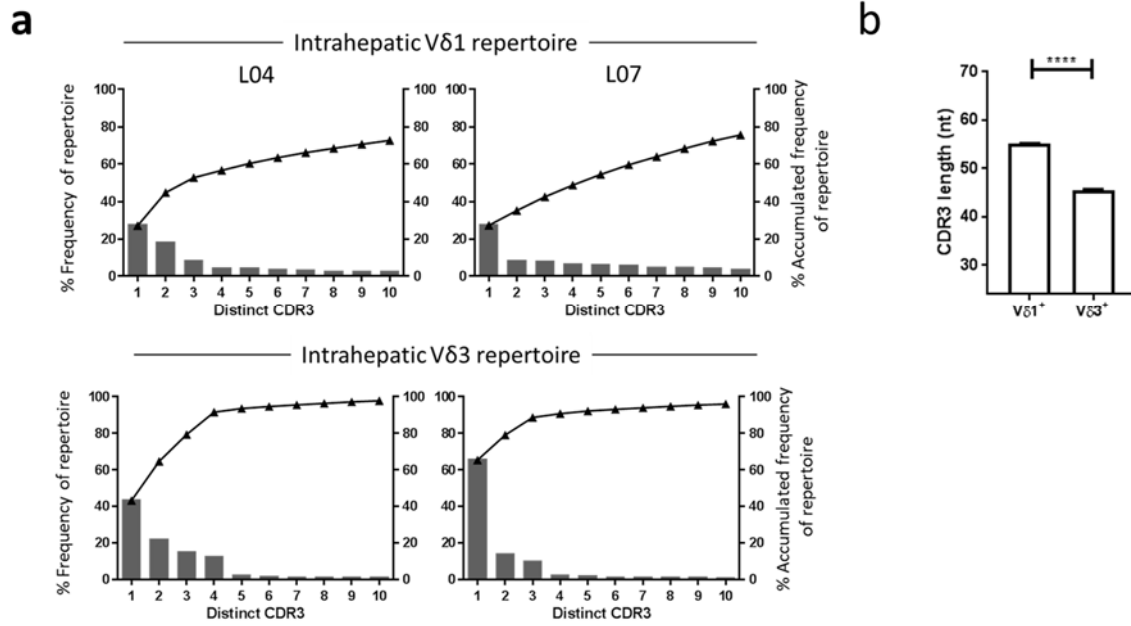 a
Intrahepatic Vδ1 repertoire
L04
L07
% Frequency of repertoire
100
80
60
40
20
0
100
80
60
40
20
0
1 2 3 4 5 6 7 8 9 10
Distinct CDR3
100
80
60
40
20
0
100
80
60
40
20
0
1 2 3 4 5 6 7 8 9 10
Distinct CDR3
% Accumulated frequency
of repertoire
Intrahepatic Vδ3 repertoire
% Frequency of repertoire
100
80
60
40
20
0
100
80
60
40
20
0
1 2 3 4 5 6 7 8 9 10
Distinct CDR3
100
80
60
40
20
0
100
80
60
40
20
0
1 2 3 4 5 6 7 8 9 10
Distinct CDR3
% Accumulated frequency
of repertoire
b
****
CDR3 length (nt)
70
60
50
40
30
Vδ1+ Vδ3+